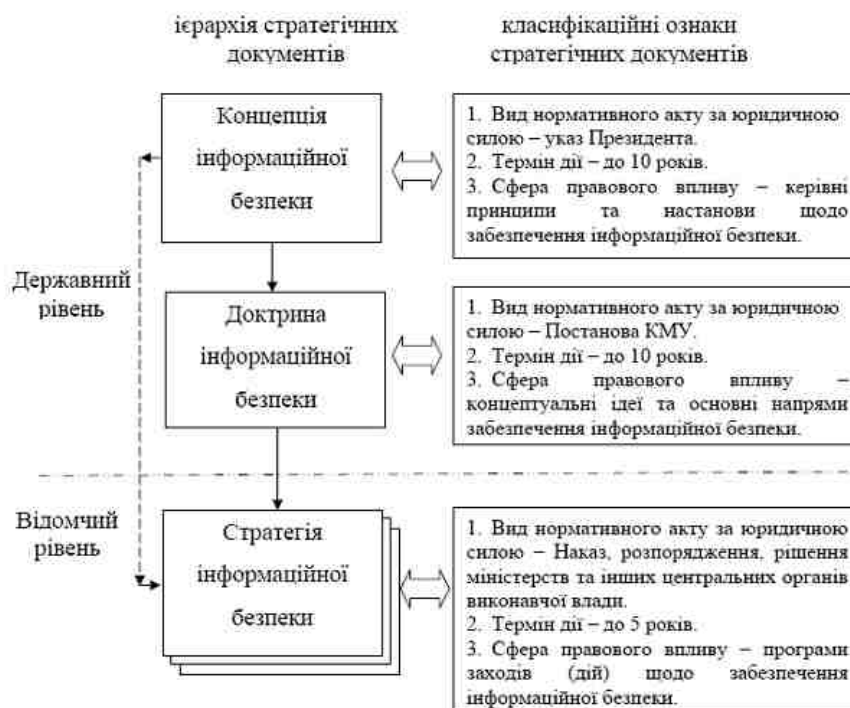 ієрархія стратегічних
документів
класифікаційні ознаки
стратегічних документів
Концепція
інформаційної
безпеки
1. Вид нормативного акту за юридичною
силою – указ Президента.
2. Термін дії – до 10 років.
3. Сфера правового впливу – керівні
принципи та настанови щодо
забезпечення інформаційної безпеки.
Державний
рівень
Доктрина
інформаційної
безпеки
1. Вид нормативного акту за юридичною
силою – Постанова КМУ.
2. Термін дії – до 10 років.
3. Сфера правового впливу –
концептуальні ідеї та основні напрями
забезпечення інформаційної безпеки.
Відомчий
рівень
Стратегія
інформаційної
безпеки
1. Вид нормативного акту за юридичною
силою – Наказ, розпорядження, рішення
міністерств та інших центральних органів
виконавчої влади.
2. Термін дії – до 5 років.
3. Сфера правового впливу – програми
заходів (дій) щодо забезпечення
інформаційної безпеки.